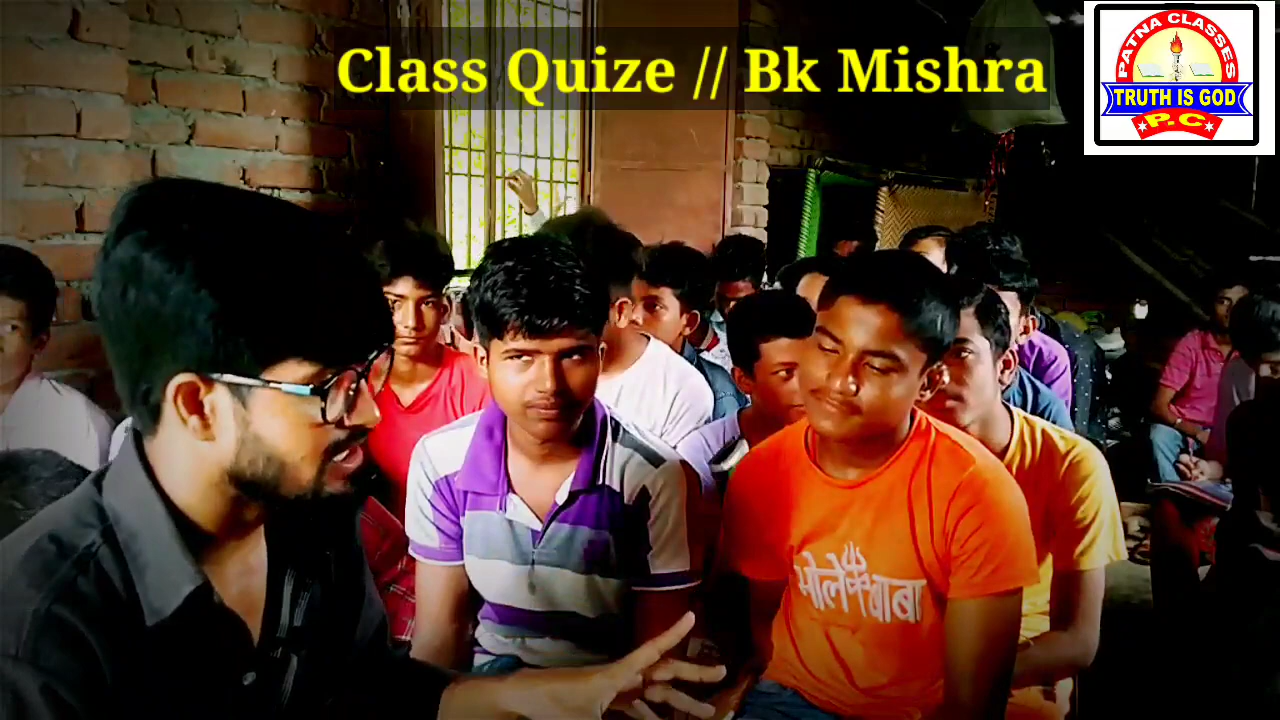 Class Quize // Bk Mishra
PATNA CLASSES
TRUTH IS GOD
P.C
भोले बाबा